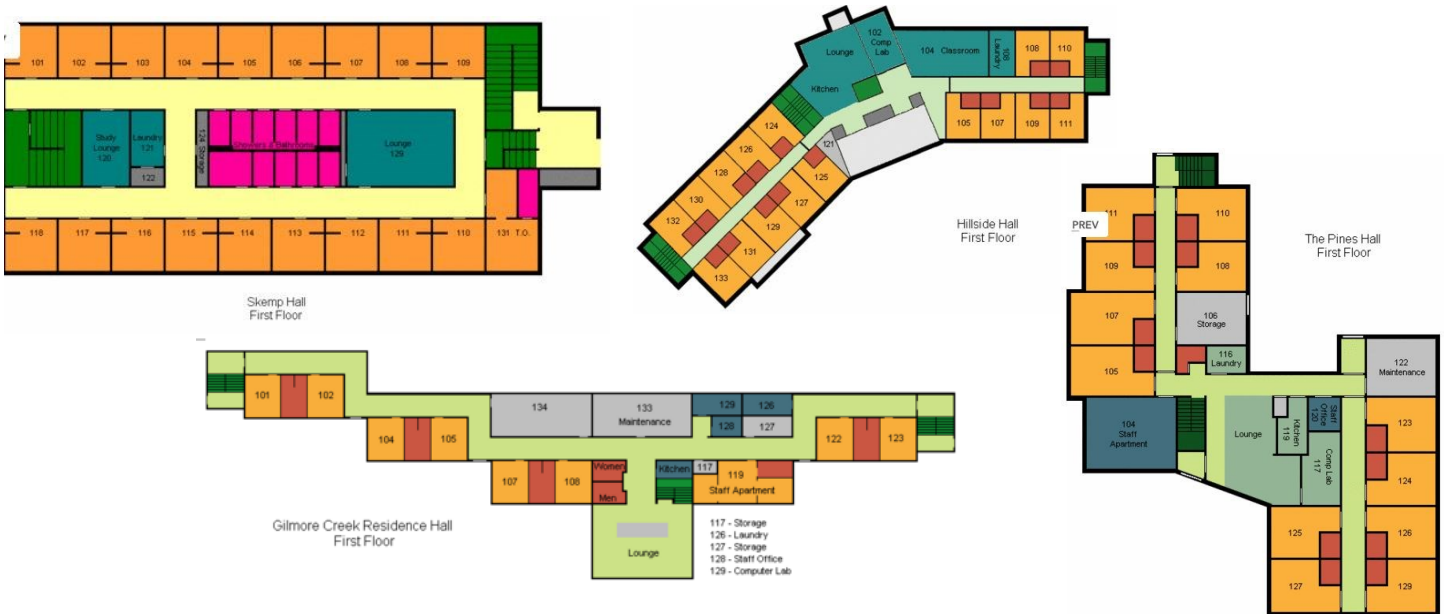 101 102 103 104 105 106 107 108 109
Study
Lounge
120
Laundry
121
122
124 Storage
Showers & Bathrooms
Lounge
129
118 117 116 115 114 113 112 111 110 131 T.O.
Skemp Hall
First Floor
102
Comp
Lab
Lounge
Kitchen
104 Classroom
Laundry
108 110
105 107 109 111
121
124
126
128
130
132
125
127
129
131
133
Hillside Hall
First Floor
PREV
111 110
109 108
107
106
Storage
105
116
Laundry
122
Maintenance
104
Staff
Apartment
Lounge
Kitchen
119
Staff
Office
120
Comp Lab
117
123
124
125 126
127 129
The Pines Hall
First Floor
101 102
104 105
107 108
134
133
Maintenance
129 126
128 127
122 123
Women
Men
Kitchen
117
119
Staff Apartment
Lounge
Gilmore Creek Residence Hall
First Floor
117 - Storage
126 - Laundry
127 - Storage
128 - Staff Office
129 - Computer Lab